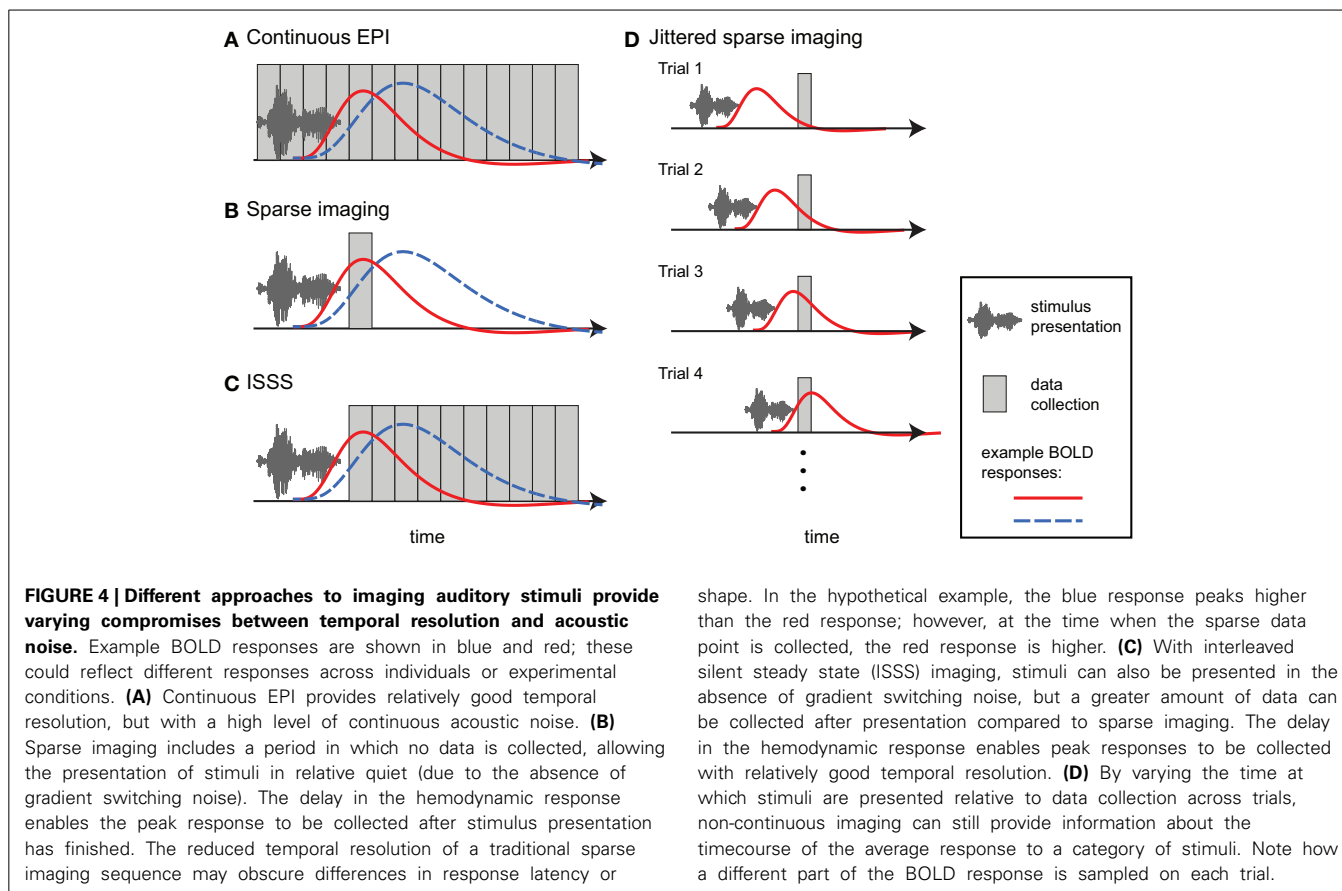 A Continuous EPI
B Sparse imaging
C ISSS
time
D Jittered sparse imaging
Trial 1
Trial 2
Trial 3
Trial 4
time
stimulus
presentation
data
collection
example BOLD
responses:
FIGURE 4 | Different approaches to imaging auditory stimuli provide
varying compromises between temporal resolution and acoustic
noise. Example BOLD responses are shown in blue and red; these
could reflect different responses across individuals or experimental
conditions. (A) Continuous EPI provides relatively good temporal
resolution, but with a high level of continuous acoustic noise. (B)
Sparse imaging includes a period in which no data is collected, allowing
the presentation of stimuli in relative quiet (due to the absence of
gradient switching noise). The delay in the hemodynamic response
enables the peak response to be collected after stimulus presentation
has finished. The reduced temporal resolution of a traditional sparse
imaging sequence may obscure differences in response latency or
shape. In the hypothetical example, the blue response peaks higher
than the red response; however, at the time when the sparse data
point is collected, the red response is higher. (C) With interleaved
silent steady state (ISSS) imaging, stimuli can also be presented in the
absence of gradient switching noise, but a greater amount of data can
be collected after presentation compared to sparse imaging. The delay
in the hemodynamic response enables peak responses to be collected
with relatively good temporal resolution. (D) By varying the time at
which stimuli are presented relative to data collection across trials,
non-continuous imaging can still provide information about the
timecourse of the average response to a category of stimuli. Note how
a different part of the BOLD response is sampled on each trial.